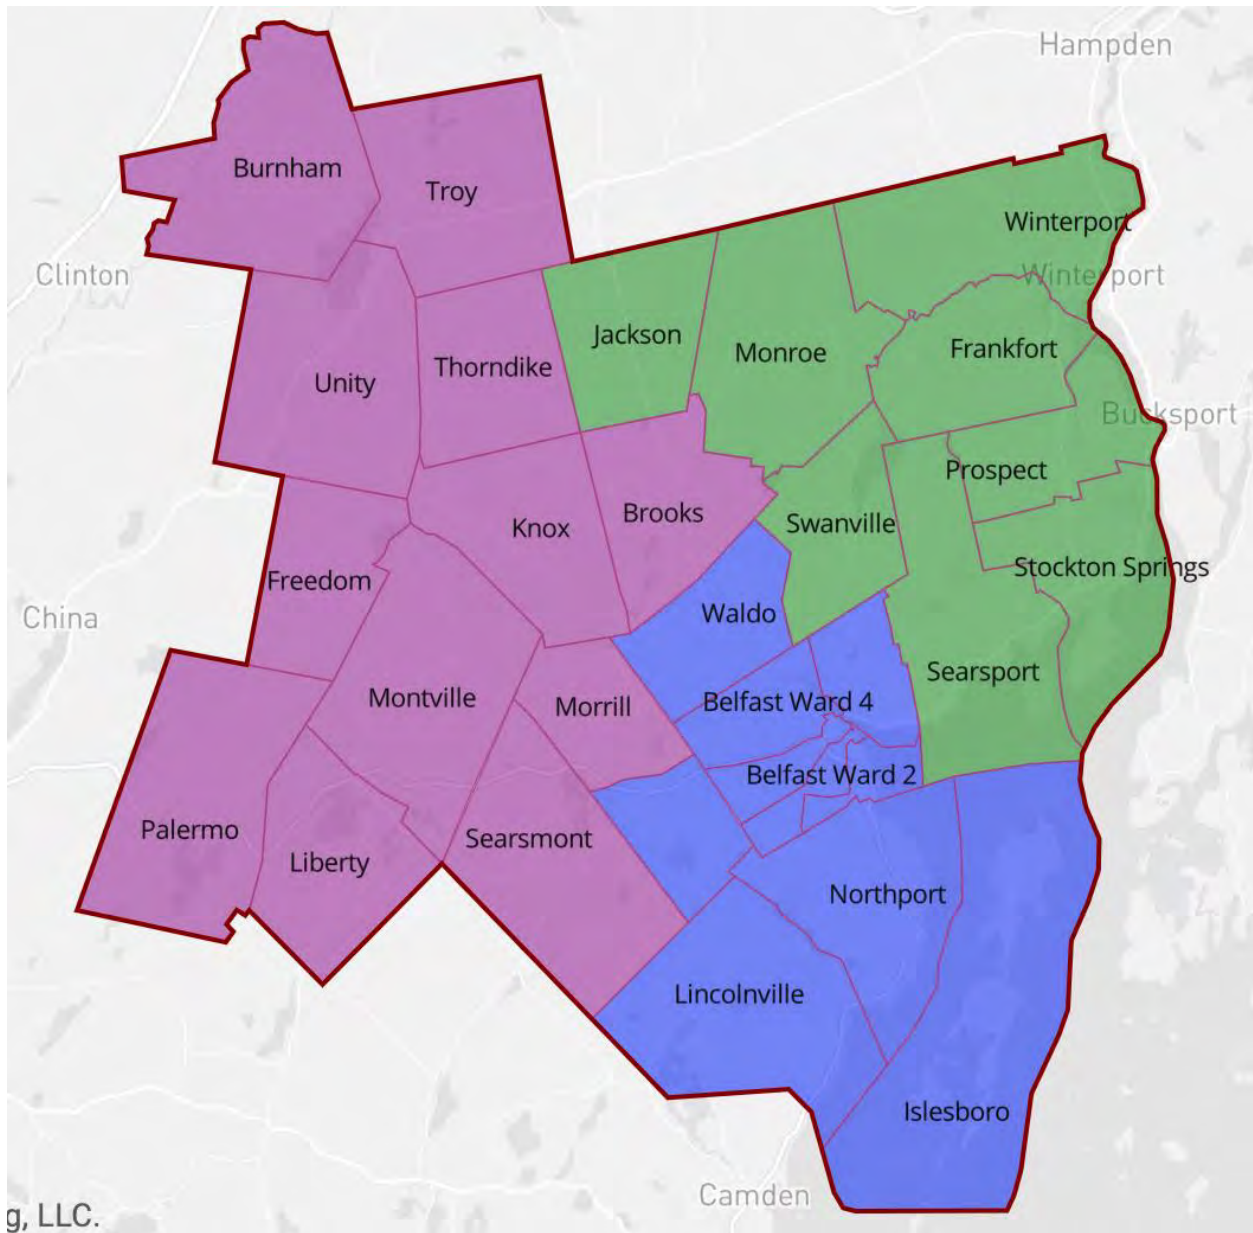 Hampden
Burnham
Troy
Winterport
Clinton
Winterport
Jackson
Monroe
Frankfort
Unity
Thorndike
Bucksport
Prospect
Knox
Brooks
Swanville
Freedom
Stockton Springs
China
Waldo
Searsport
Montville
Morrill
Belfast Ward 4
Belfast Ward 2
Palermo
Liberty
Searsmont
Northport
Lincolnville
Islesboro
Camden
g, LLC.